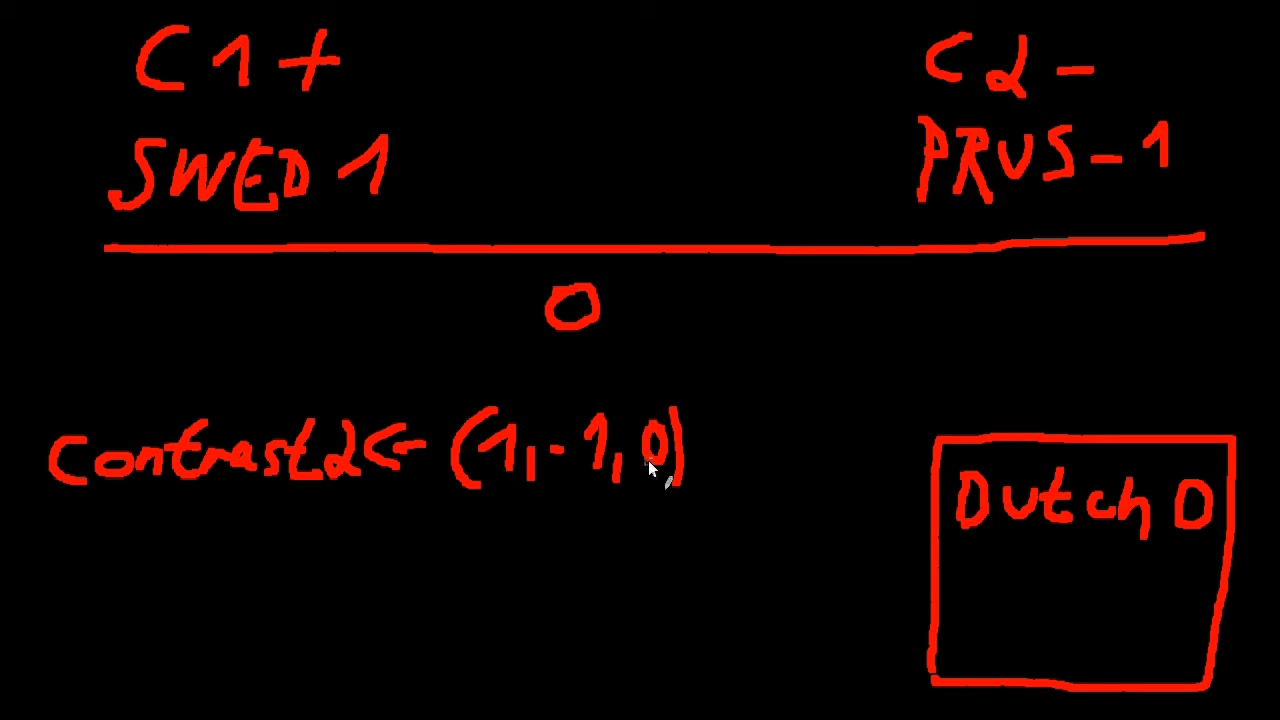 C1+
C2-
SWED 1
PRUS-1
0
contrast2<-(1,-1,0)
Dutch 0